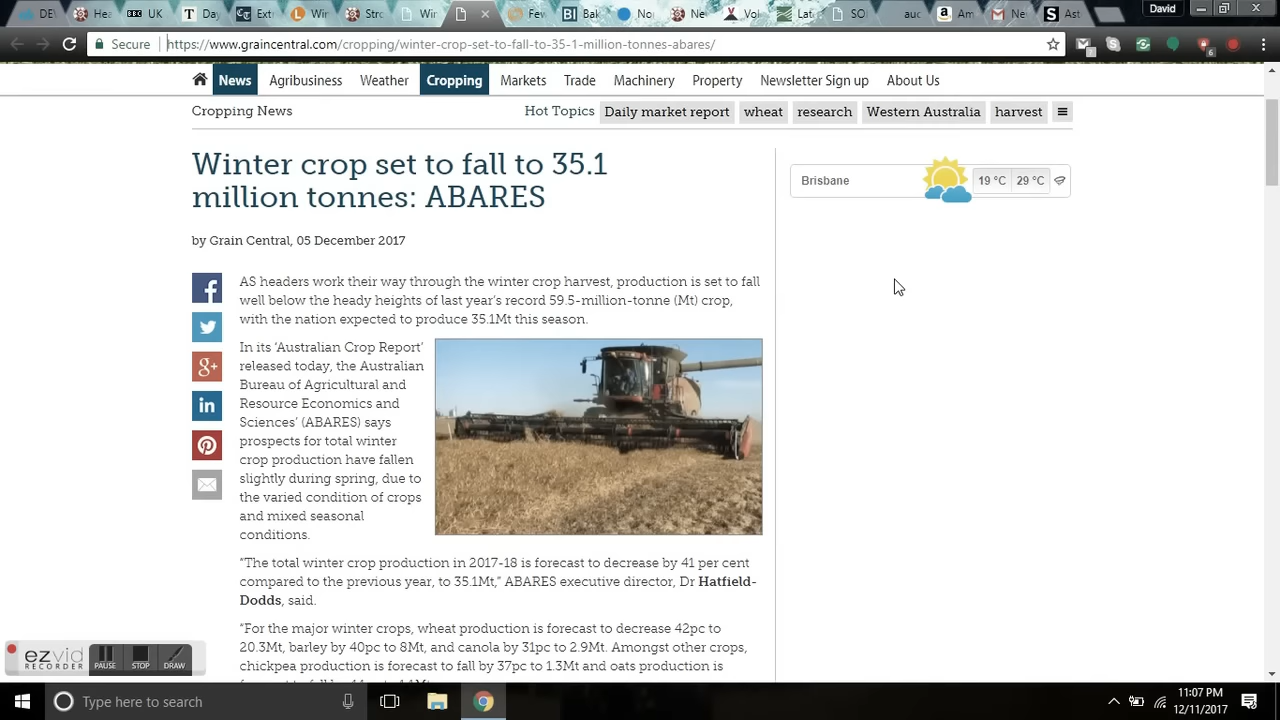 DE
Hea
BBC UK
T Day
Ext
L Wir
Stro
Wir
Few
BI Bak
No
Ne
Vol
Lat
SO
auc
a Am
Ne
S Ast
David
Secure
https://www.graincentral.com/cropping/winter-crop-set-to-fall-to-35-1-million-tonnes-abares/
1
6
News Agribusiness Weather Cropping Markets Trade Machinery Property Newsletter Sign up About Us
Cropping News Hot Topics Daily market report wheat research Western Australia harvest
Winter crop set to fall to 35.1
million tonnes: ABARES
Brisbane 19 °C 29 °C
by Grain Central, 05 December 2017
AS headers work their way through the winter crop harvest, production is set to fall
well below the heady heights of last year's record 59.5-million-tonne (Mt) crop,
with the nation expected to produce 35.1Mt this season.
In its 'Australian Crop Report'
released today, the Australian
Bureau of Agricultural and
Resource Economics and
Sciences' (ABARES) says
prospects for total winter
crop production have fallen
slightly during spring, due to
the varied condition of crops
and mixed seasonal
conditions.
"The total winter crop production in 2017-18 is forecast to decrease by 41 per cent
compared to the previous year, to 35.1Mt," ABARES executive director, Dr Hatfield-
Dodds, said.
"For the major winter crops, wheat production is forecast to decrease 42pc to
20.3Mt, barley by 40pc to 8Mt, and canola by 31pc to 2.9Mt. Amongst other crops,
chickpea production is forecast to fall by 37pc to 1.3Mt and oats production is
ezvid
RECORDER
PAUSE STOP DRAW
Type here to search
11:07 PM
12/11/2017